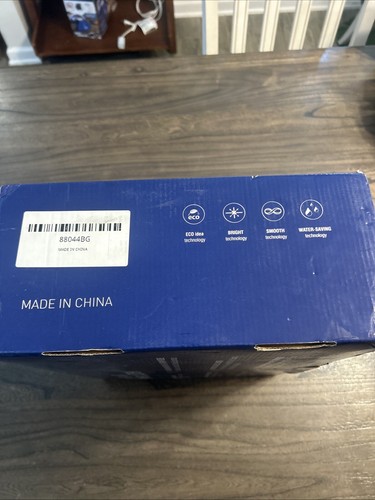 88044BG
MADE IN CHINA
eco
ECO idea
technology
BRIGHT
technology
SMOOTH
technology
WATER-SAVING
technology
MADE IN CHINA